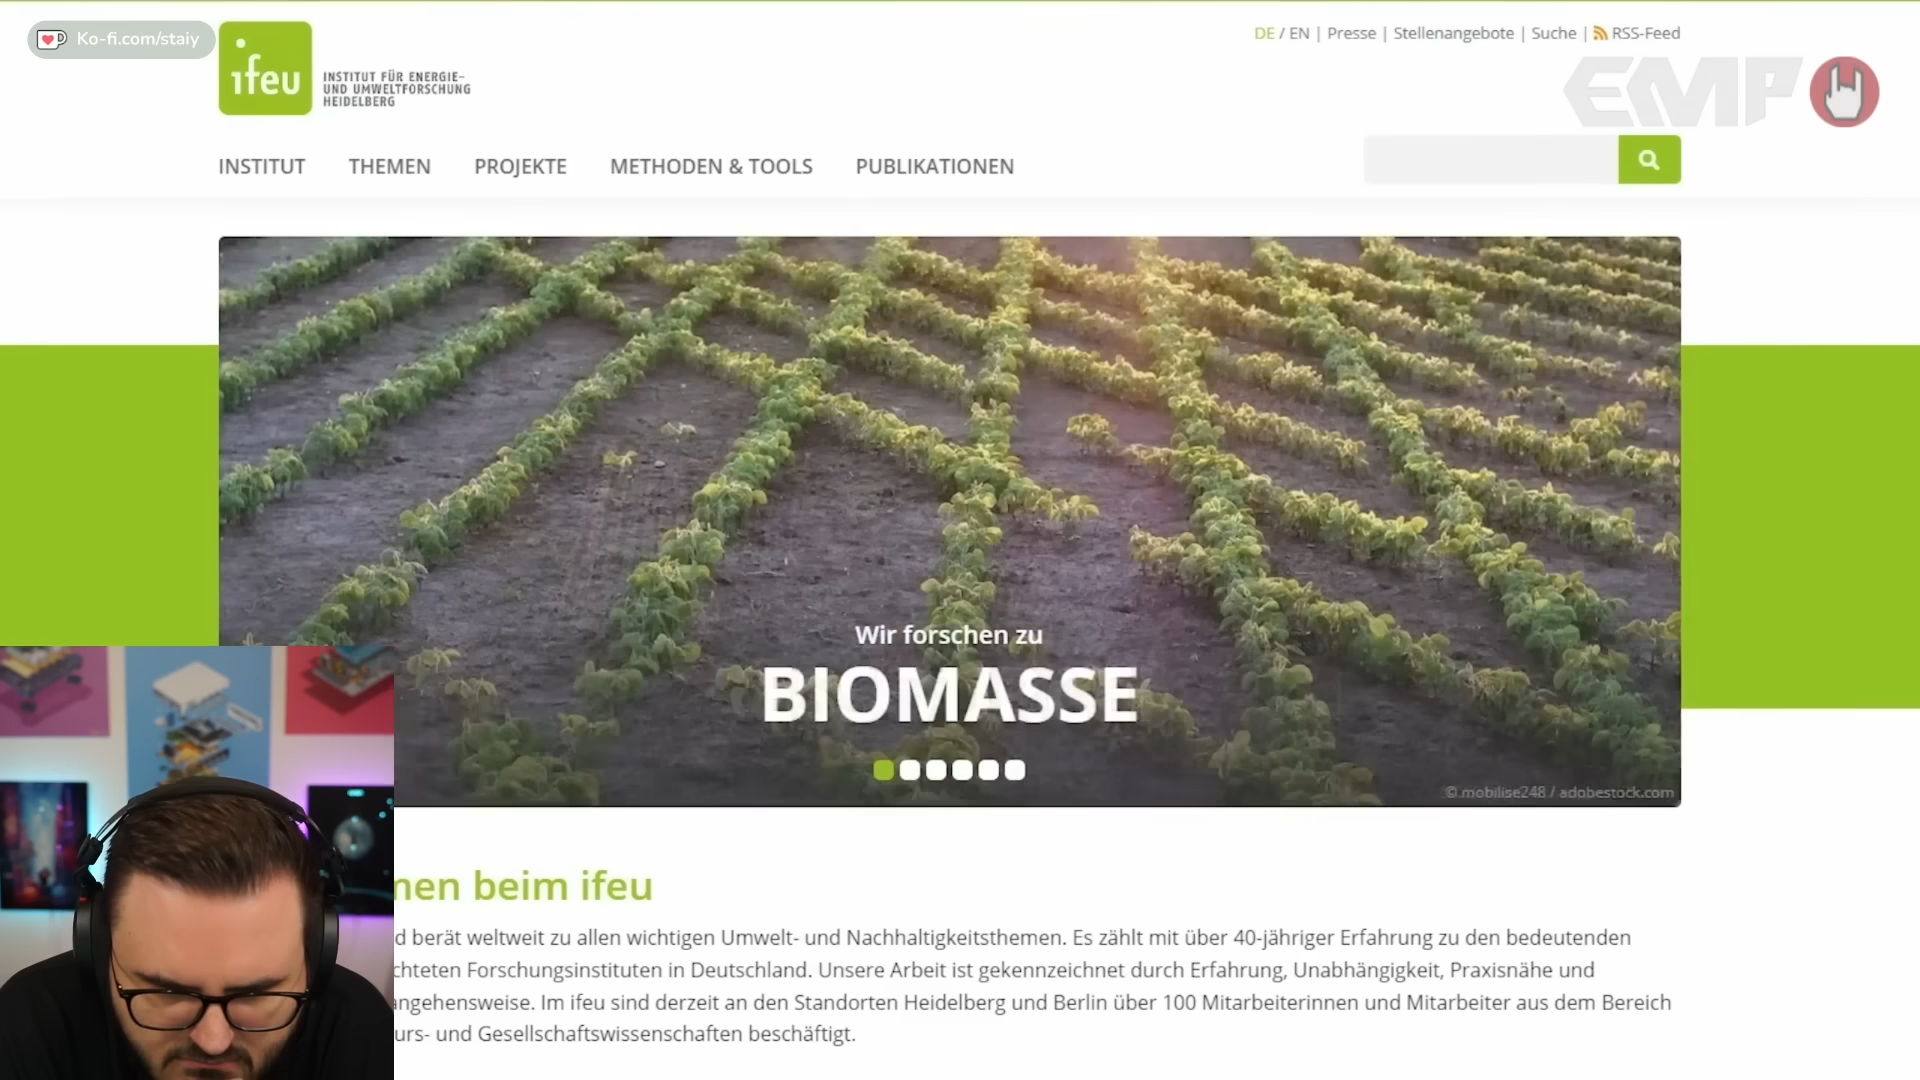 Ko-fi.com/staiy
ifeu
INSTITUT FÜR ENERGIE-
UND UMWELTFORSCHUNG
HEIDELBERG
DE / EN | Presse | Stellenangebote | Suche | RSS-Feed
EMP
INSTITUT THEMEN PROJEKTE METHODEN & TOOLS PUBLIKATIONEN
Wir forschen zu
BIOMASSE
© mobilise248 / adobestock.com
men beim ifeu
d berät weltweit zu allen wichtigen Umwelt- und Nachhaltigkeitsthemen. Es zählt mit über 40-jähriger Erfahrung zu den bedeutenden
chteten Forschungsinstituten in Deutschland. Unsere Arbeit ist gekennzeichnet durch Erfahrung, Unabhängigkeit, Praxisnähe und
angehensweise. Im ifeu sind derzeit an den Standorten Heidelberg und Berlin über 100 Mitarbeiterinnen und Mitarbeiter aus dem Bereich
urs- und Gesellschaftswissenschaften beschäftigt.